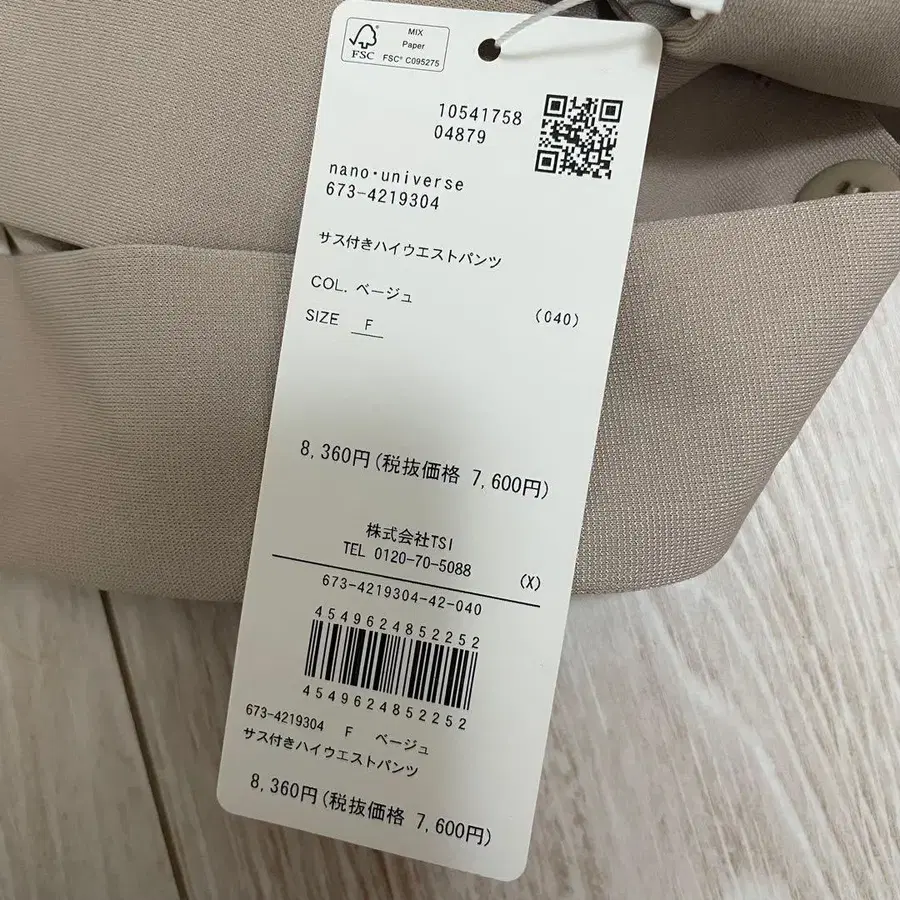 MIX
Paper
FSC
FSC® C095275
10541758
04879
nano・universe
673-4219304
サス付きハイウエストパンツ
COL. ベージュ (040)
SIZE F
8,360円(税抜価格 7,600円)
株式会社TSI
TEL 0120-70-5088 (X)
673-4219304-42-040
4549624852252
4549624852252
673-4219304 F ベージュ
サス付きハイウエストパンツ
8,360円(税抜価格 7,600円)